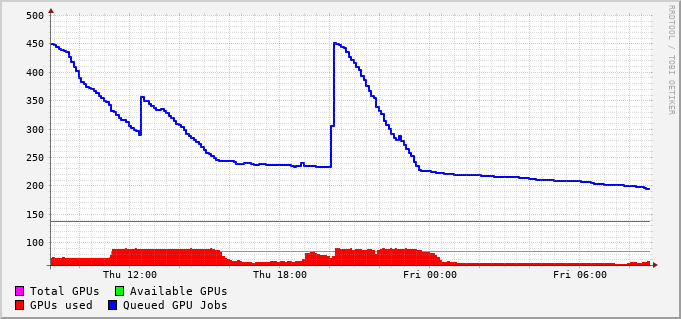 RRDTOOL / TOBI OETIKER
500
450
400
350
300
250
200
150
100
Thu 12:00 Thu 18:00 Fri 00:00 Fri 06:00
Total GPUs Available GPUs
GPUs used Queued GPU Jobs